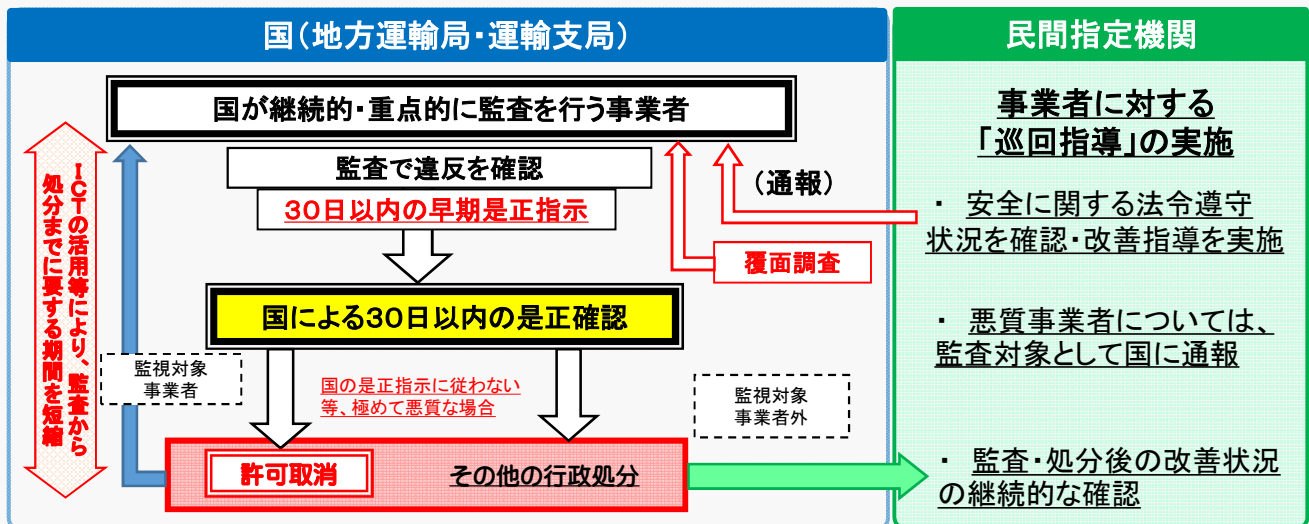 国（地方運輸局・運輸支局）
国が継続的・重点的に監査を行う事業者
監査で違反を確認
30日以内の早期是正指示
（通報）
覆面調査
国による30日以内の是正確認
ICTの活用等により、監査から
処分までに要する期間を短縮
監視対象
事業者
国の是正指示に従わない
等、極めて悪質な場合
監視対象
事業者外
許可取消
その他の行政処分
民間指定機関
事業者に対する
「巡回指導」の実施
・ 安全に関する法令遵守
状況を確認・改善指導を実施
・ 悪質事業者については、
監査対象として国に通報
・ 監査・処分後の改善状況
の継続的な確認